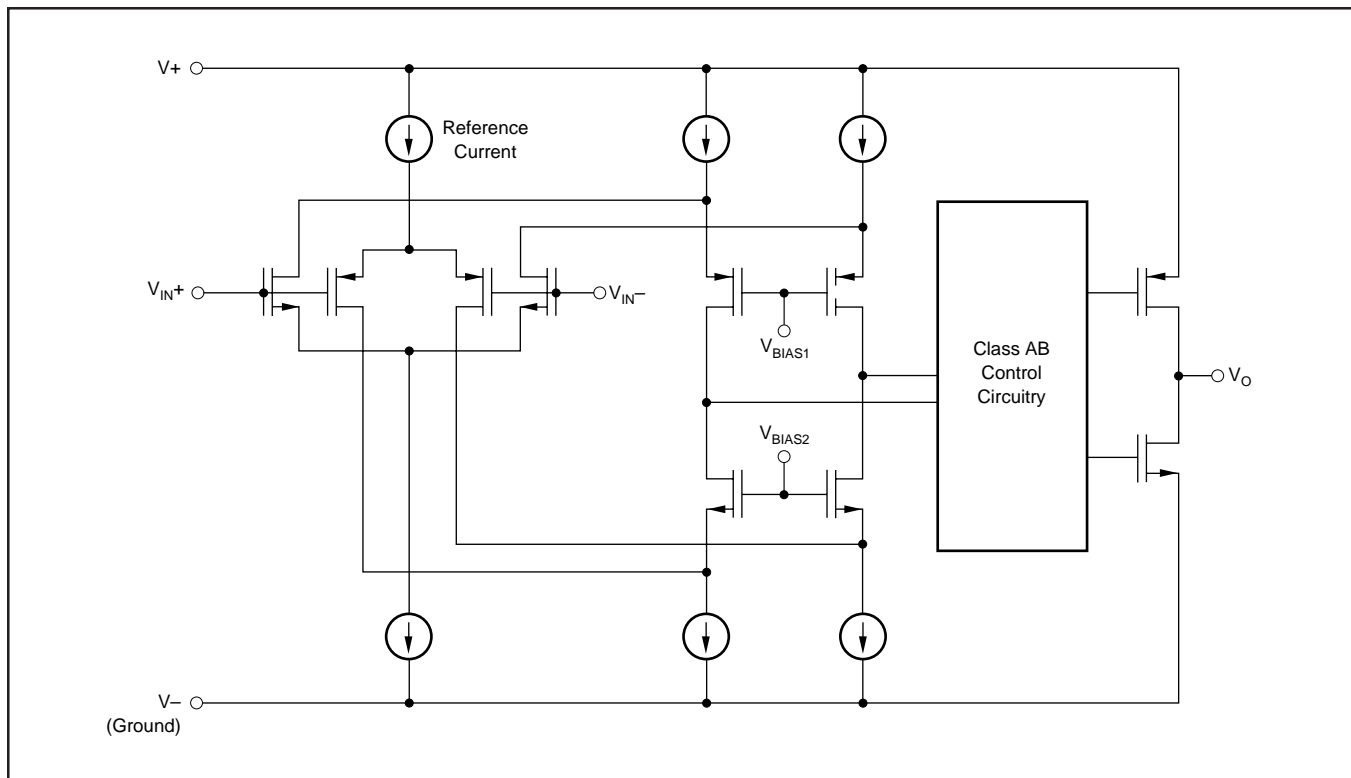 V+
Reference
Current
VIN+
VIN–
VBIAS1
Class AB
Control
Circuitry
VO
VBIAS2
V–
(Ground)